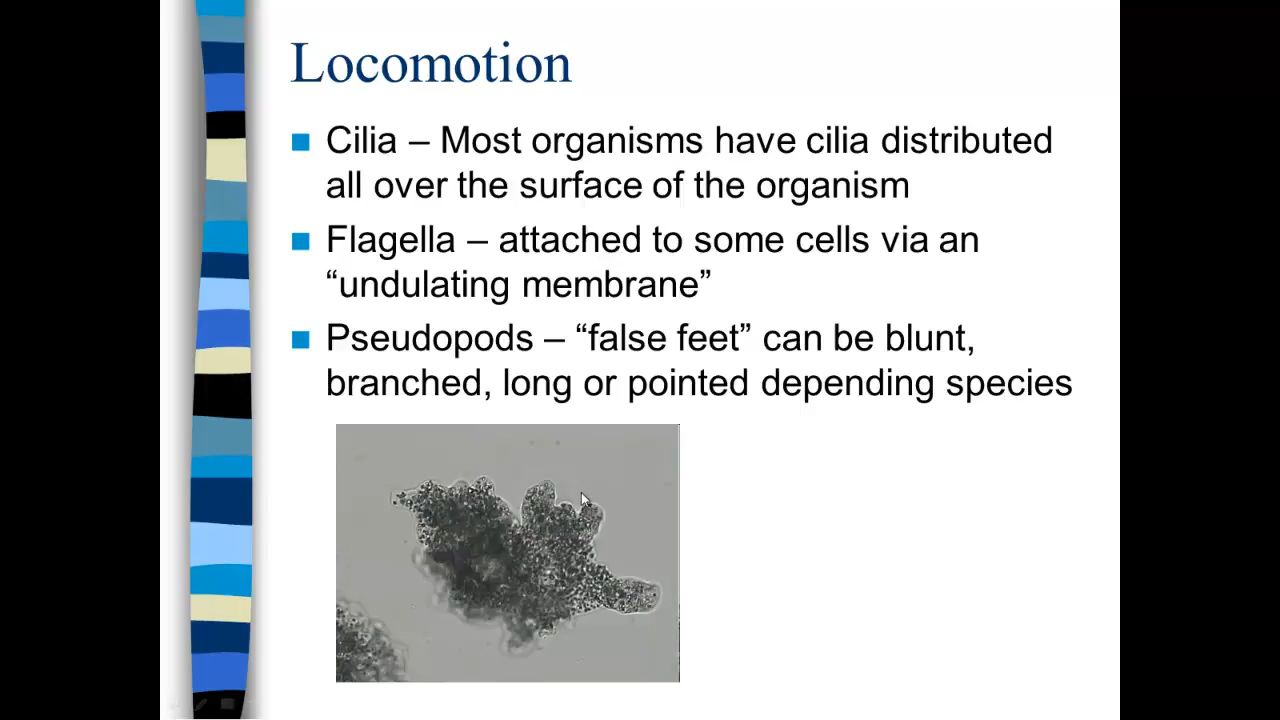 Locomotion
Cilia – Most organisms have cilia distributed
all over the surface of the organism
Flagella – attached to some cells via an
“undulating membrane”
Pseudopods – “false feet” can be blunt,
branched, long or pointed depending species